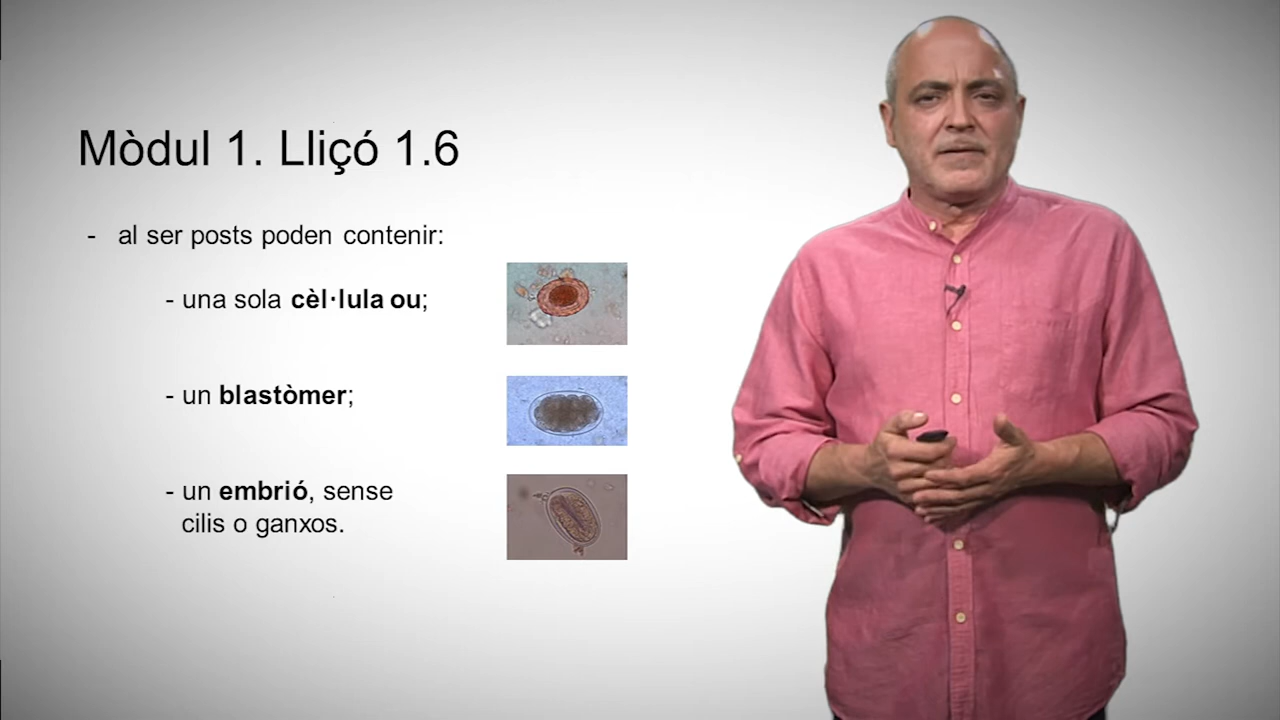 Mòdul 1. Lliçó 1.6
- al ser posts poden contenir:
- una sola cèl·lula ou;
- un blastòmer;
- un embrió, sense
cilis o ganxos.